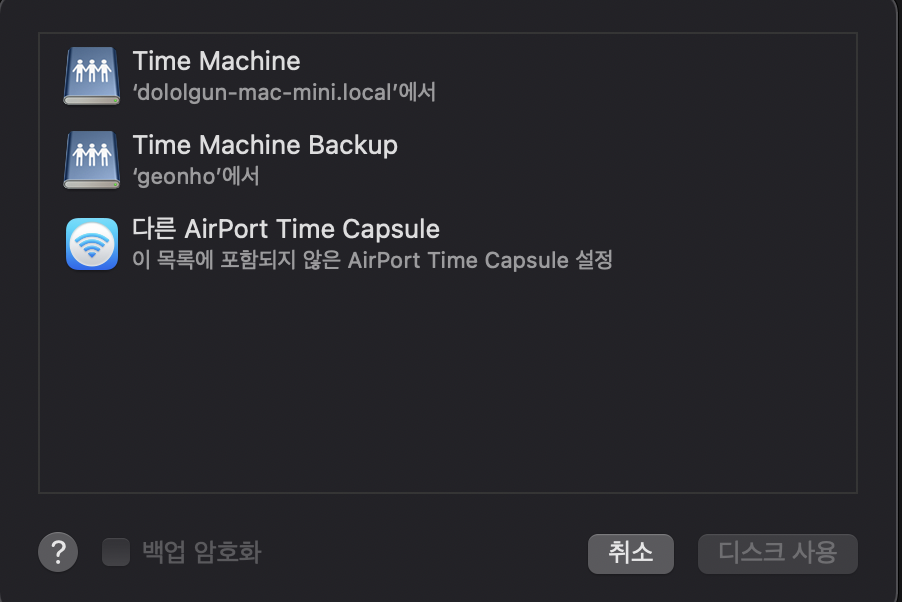 Time Machine
‘dololgun-mac-mini.local’에서
Time Machine Backup
‘geonho’에서
다른 AirPort Time Capsule
이 목록에 포함되지 않은 AirPort Time Capsule 설정
? 백업 암호화 취소 디스크 사용